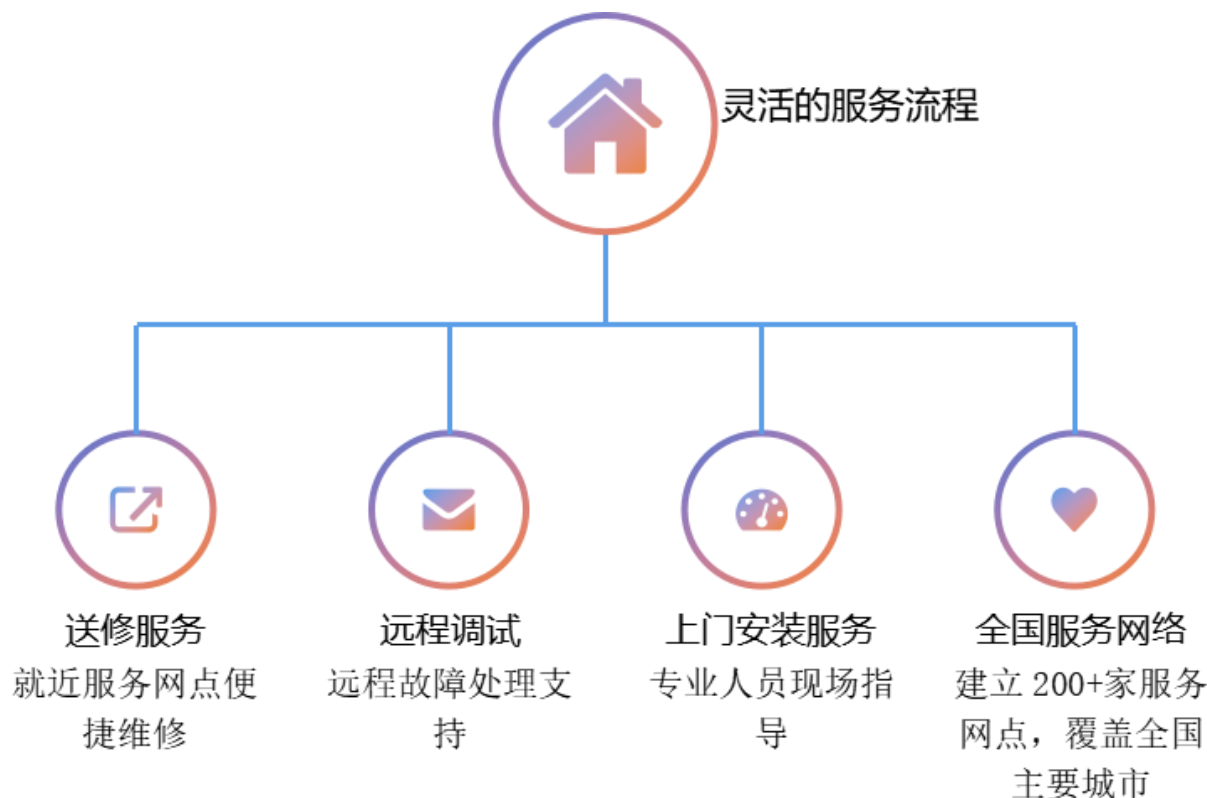 灵活的服务流程
送修服务
就近服务网点便
捷维修
远程调试
远程故障处理支
持
上门安装服务
专业人员现场指
导
全国服务网络
建立 200+家服务
网点，覆盖全国
主要城市